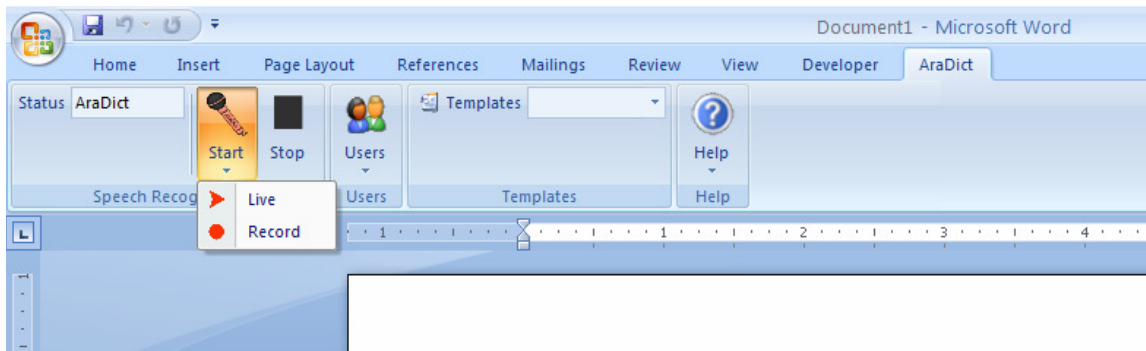 Document1 - Microsoft Word
Home Insert Page Layout References Mailings Review View Developer AraDict
Status AraDict
Templates
Start Stop Users Help
Speech Recog Users Templates Help
Live
Record
1 1 2 3 4
L
1